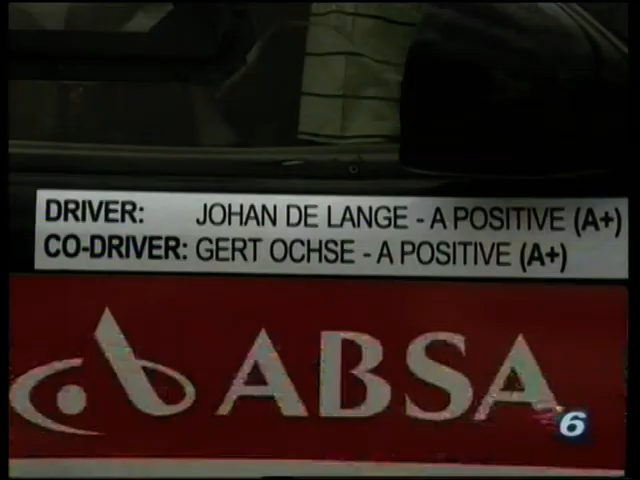 DRIVER: JOHAN DE LANGE - A POSITIVE (A+)
CO-DRIVER: GERT OCHSE - A POSITIVE (A+)
ABSA
6